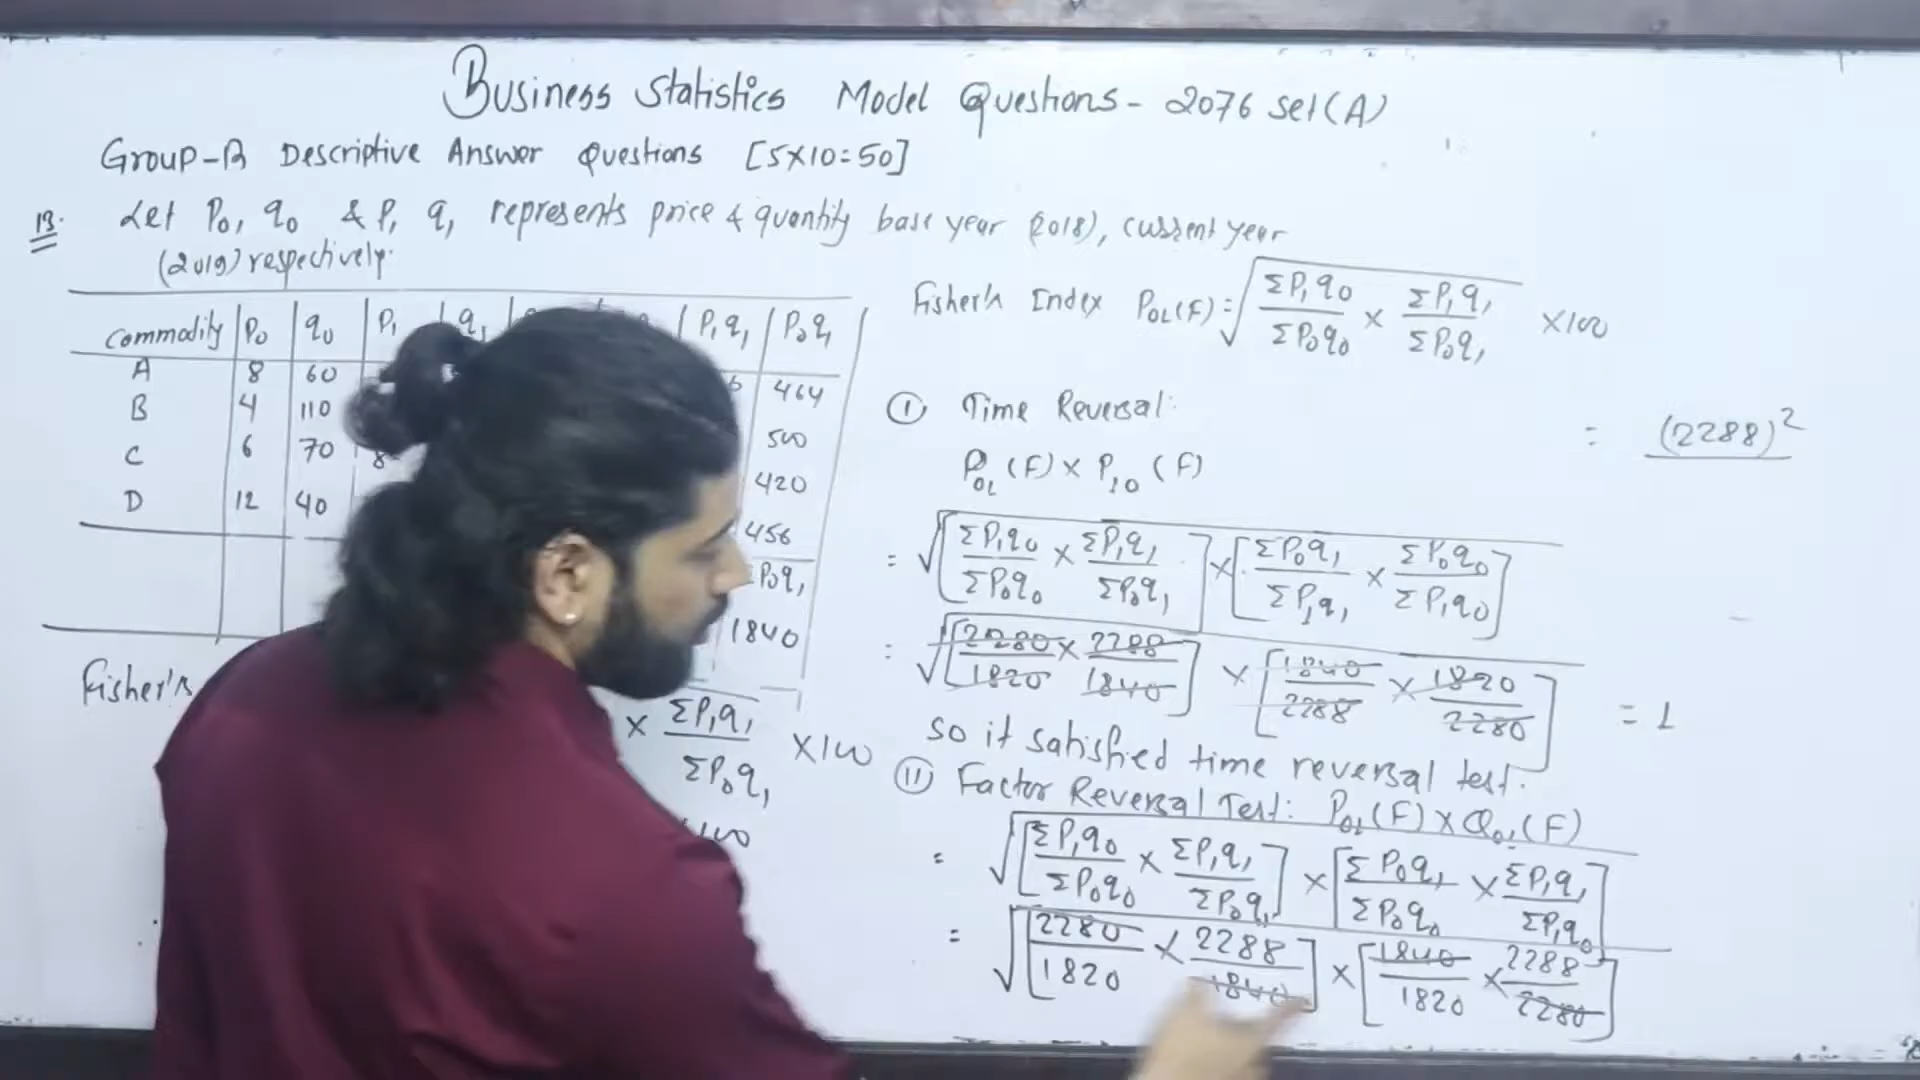 Business Statistics Model Questions - 2076 set (A)
Group-B Descriptive Answer Questions [5X10=50]
13. Let P₀, q₀ & P₁ q₁ represents price & quantity base year (2018), current year
(2019) respectively.
Commodity P₀ q₀ P₁ q₁ P₁q₁ P₀q₁
A 8 60 464
B 4 110 500
C 6 70 8 420
D 12 40 456
P₀q₁
1840
Fisher's
× ΣP₁q₁ / ΣP₀q₁ ×100
Fisher's Index P₀₁(F) = √ ΣP₁q₀ / ΣP₀q₀ × ΣP₁q₁ / ΣP₀q₁ ×100
① Time Reversal:
P₀₁(F) × P₁₀(F)
= √ [ΣP₁q₀ / ΣP₀q₀ × ΣP₁q₁ / ΣP₀q₁] × [ΣP₀q₁ / ΣP₁q₁ × ΣP₀q₀ / ΣP₁q₀]
= √ [2280 / 1820 × 2288 / 1840] × [1840 / 2288 × 1820 / 2280] = 1
so it satisfied time reversal test.
⑪ Factor Reversal Test: P₀₁(F) × Q₀₁(F)
= √ [ΣP₁q₀ / ΣP₀q₀ × ΣP₁q₁ / ΣP₀q₁] × [ΣP₀q₁ / ΣP₀q₀ × ΣP₁q₁ / ΣP₁q₀]
= √ [2280 / 1820 × 2288 / 1840] × [1840 / 1820 × 2288 / 2280]
= (2288)²